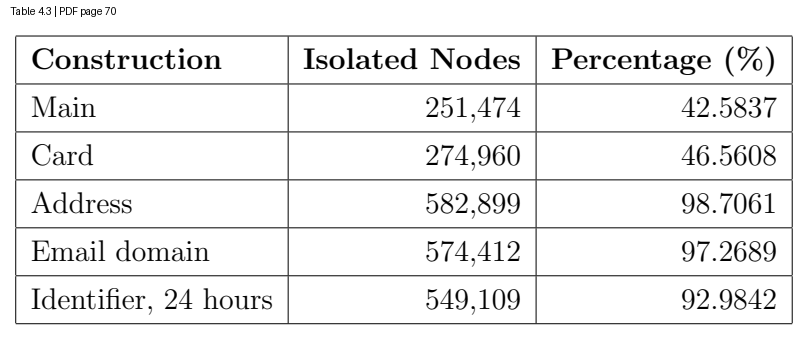 Table 4.3 | PDF page 70
Construction Isolated Nodes Percentage (%)
Main 251,474 42.5837
Card 274,960 46.5608
Address 582,899 98.7061
Email domain 574,412 97.2689
Identifier, 24 hours 549,109 92.9842